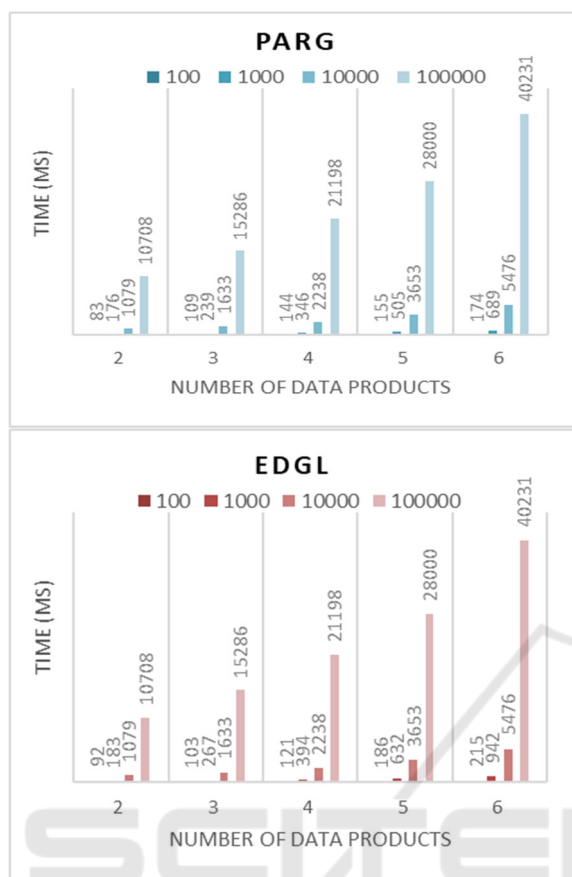 PARG
100 1000 10000 100000
TIME (MS)
83 176 1079 10708
109 239 1633 15286
144 346 2238 21198
155 505 3653 28000
174 689 5476 40231
2 3 4 5 6
NUMBER OF DATA PRODUCTS
EDGL
100 1000 10000 100000
TIME (MS)
92 183 1079 10708
103 267 1633 15286
121 394 2238 21198
186 632 3653 28000
215 942 5476 40231
2 3 4 5 6
NUMBER OF DATA PRODUCTS